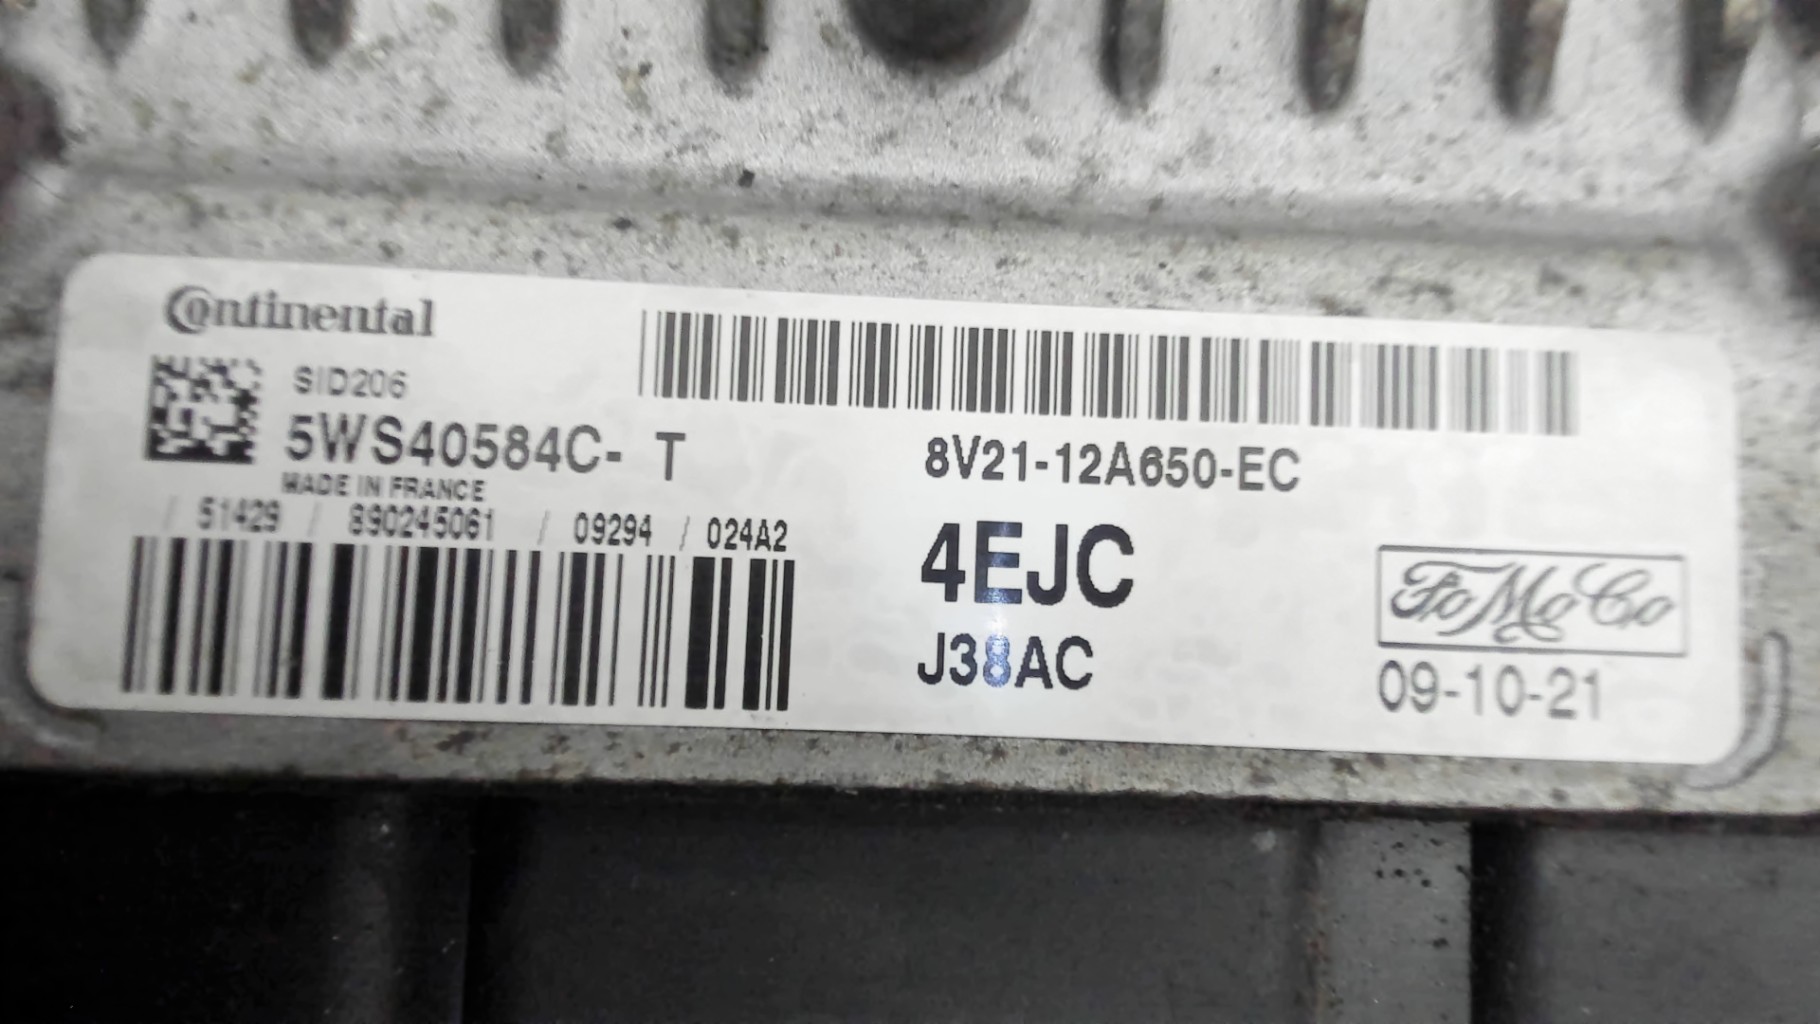 Continental
SID206
5WS40584C- T
MADE IN FRANCE
/ 51429 / 890245061 / 09294 / 024A2
8V21-12A650-EC
4EJC
J38AC
FoMoCo
09-10-21